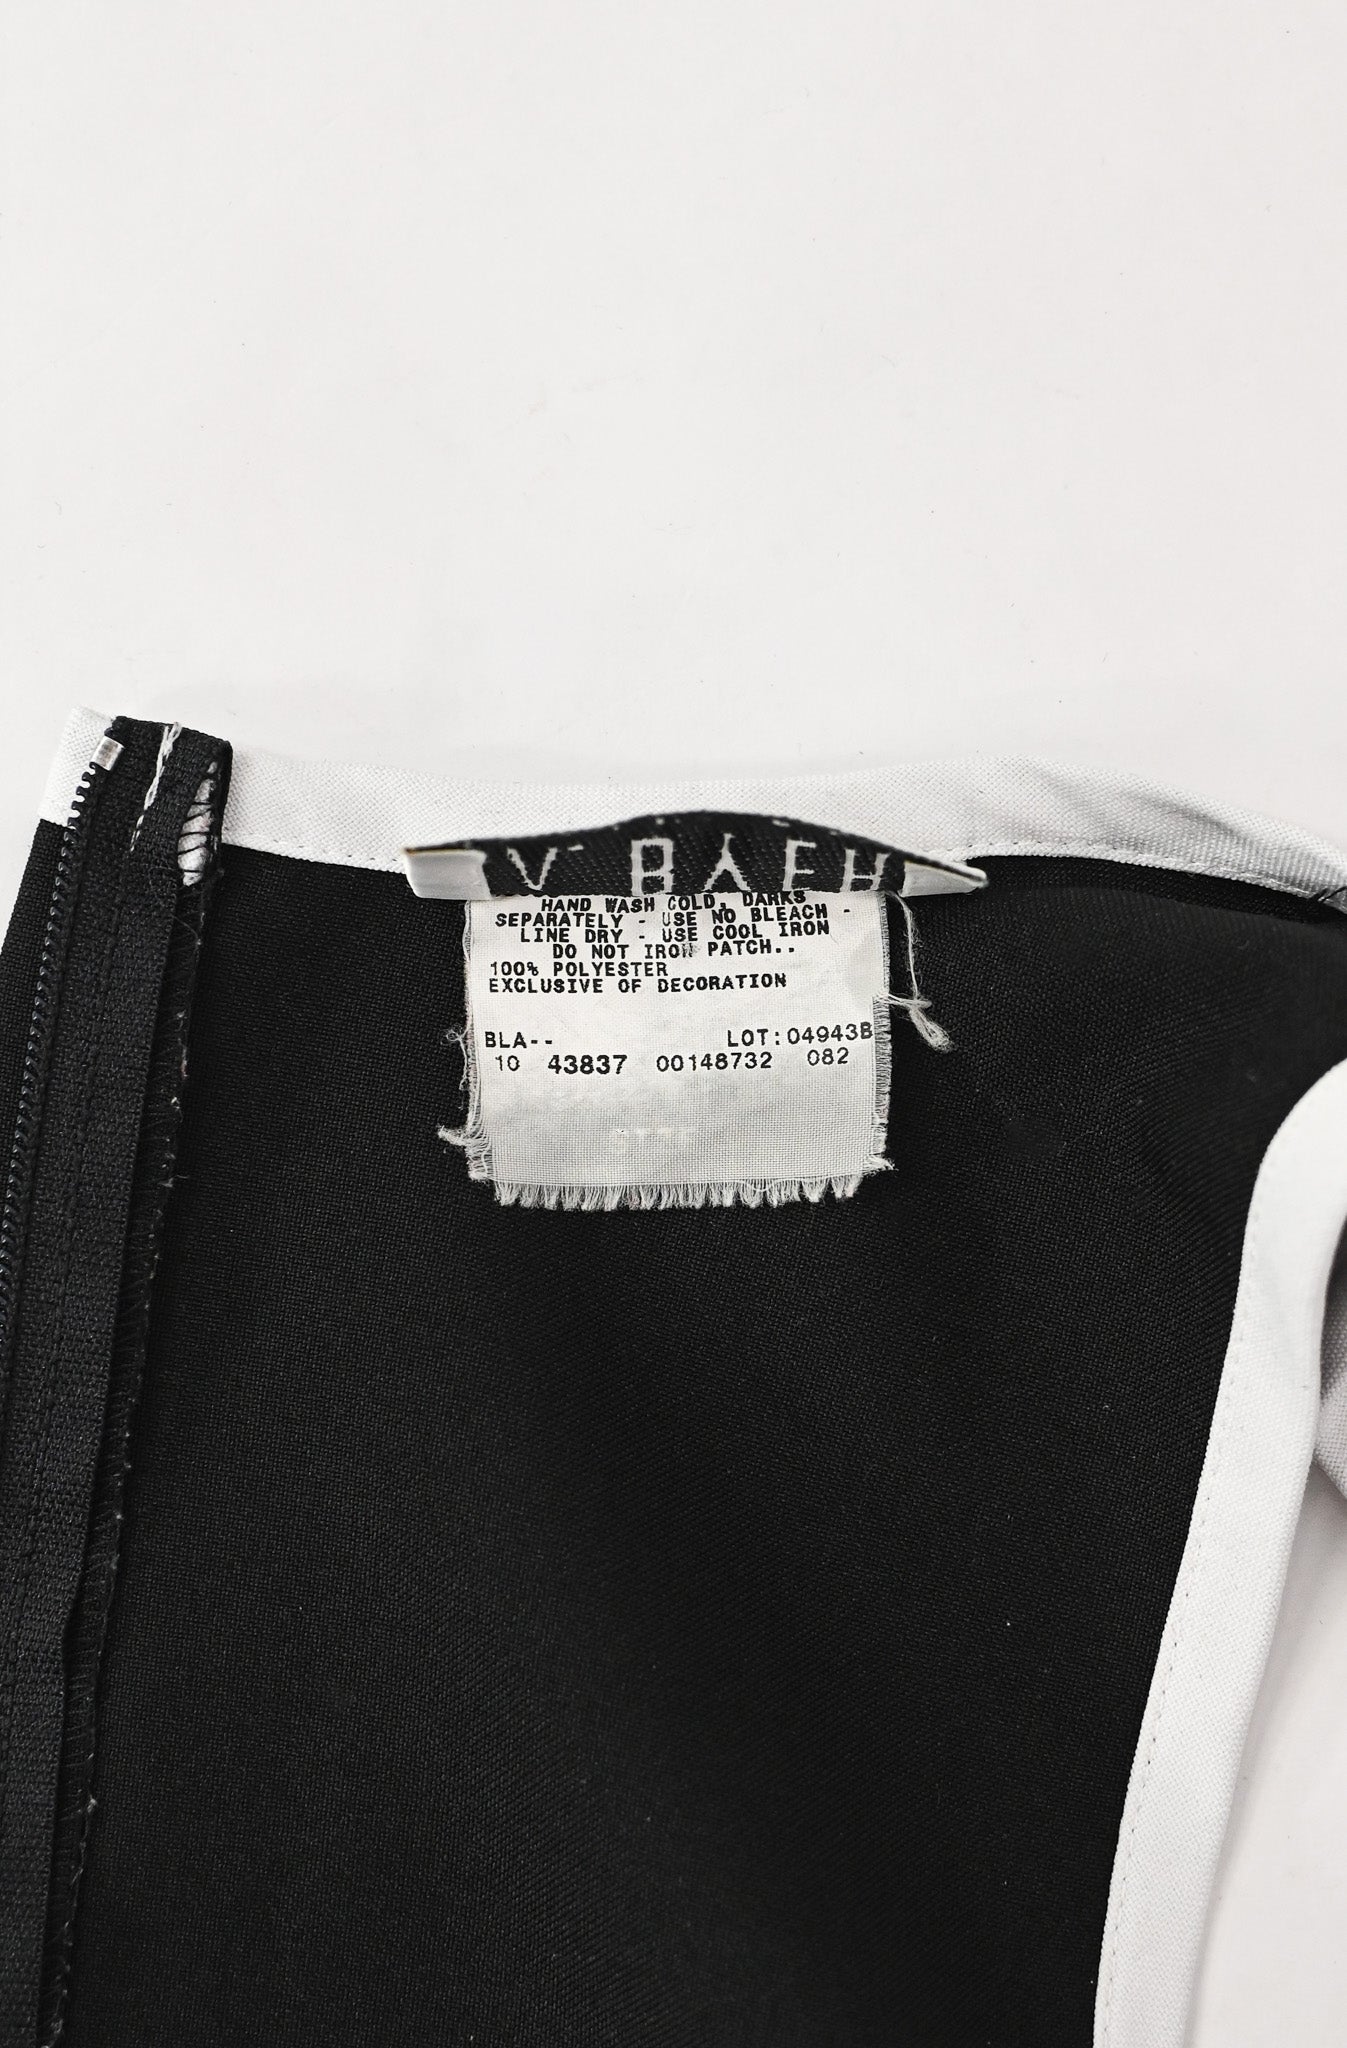 HAND WASH COLD, DARKS
SEPARATELY - USE NO BLEACH -
LINE DRY - USE COOL IRON
DO NOT IRON PATCH..
100% POLYESTER
EXCLUSIVE OF DECORATION
BLA-- LOT:04943B
10 43837 00148732 082